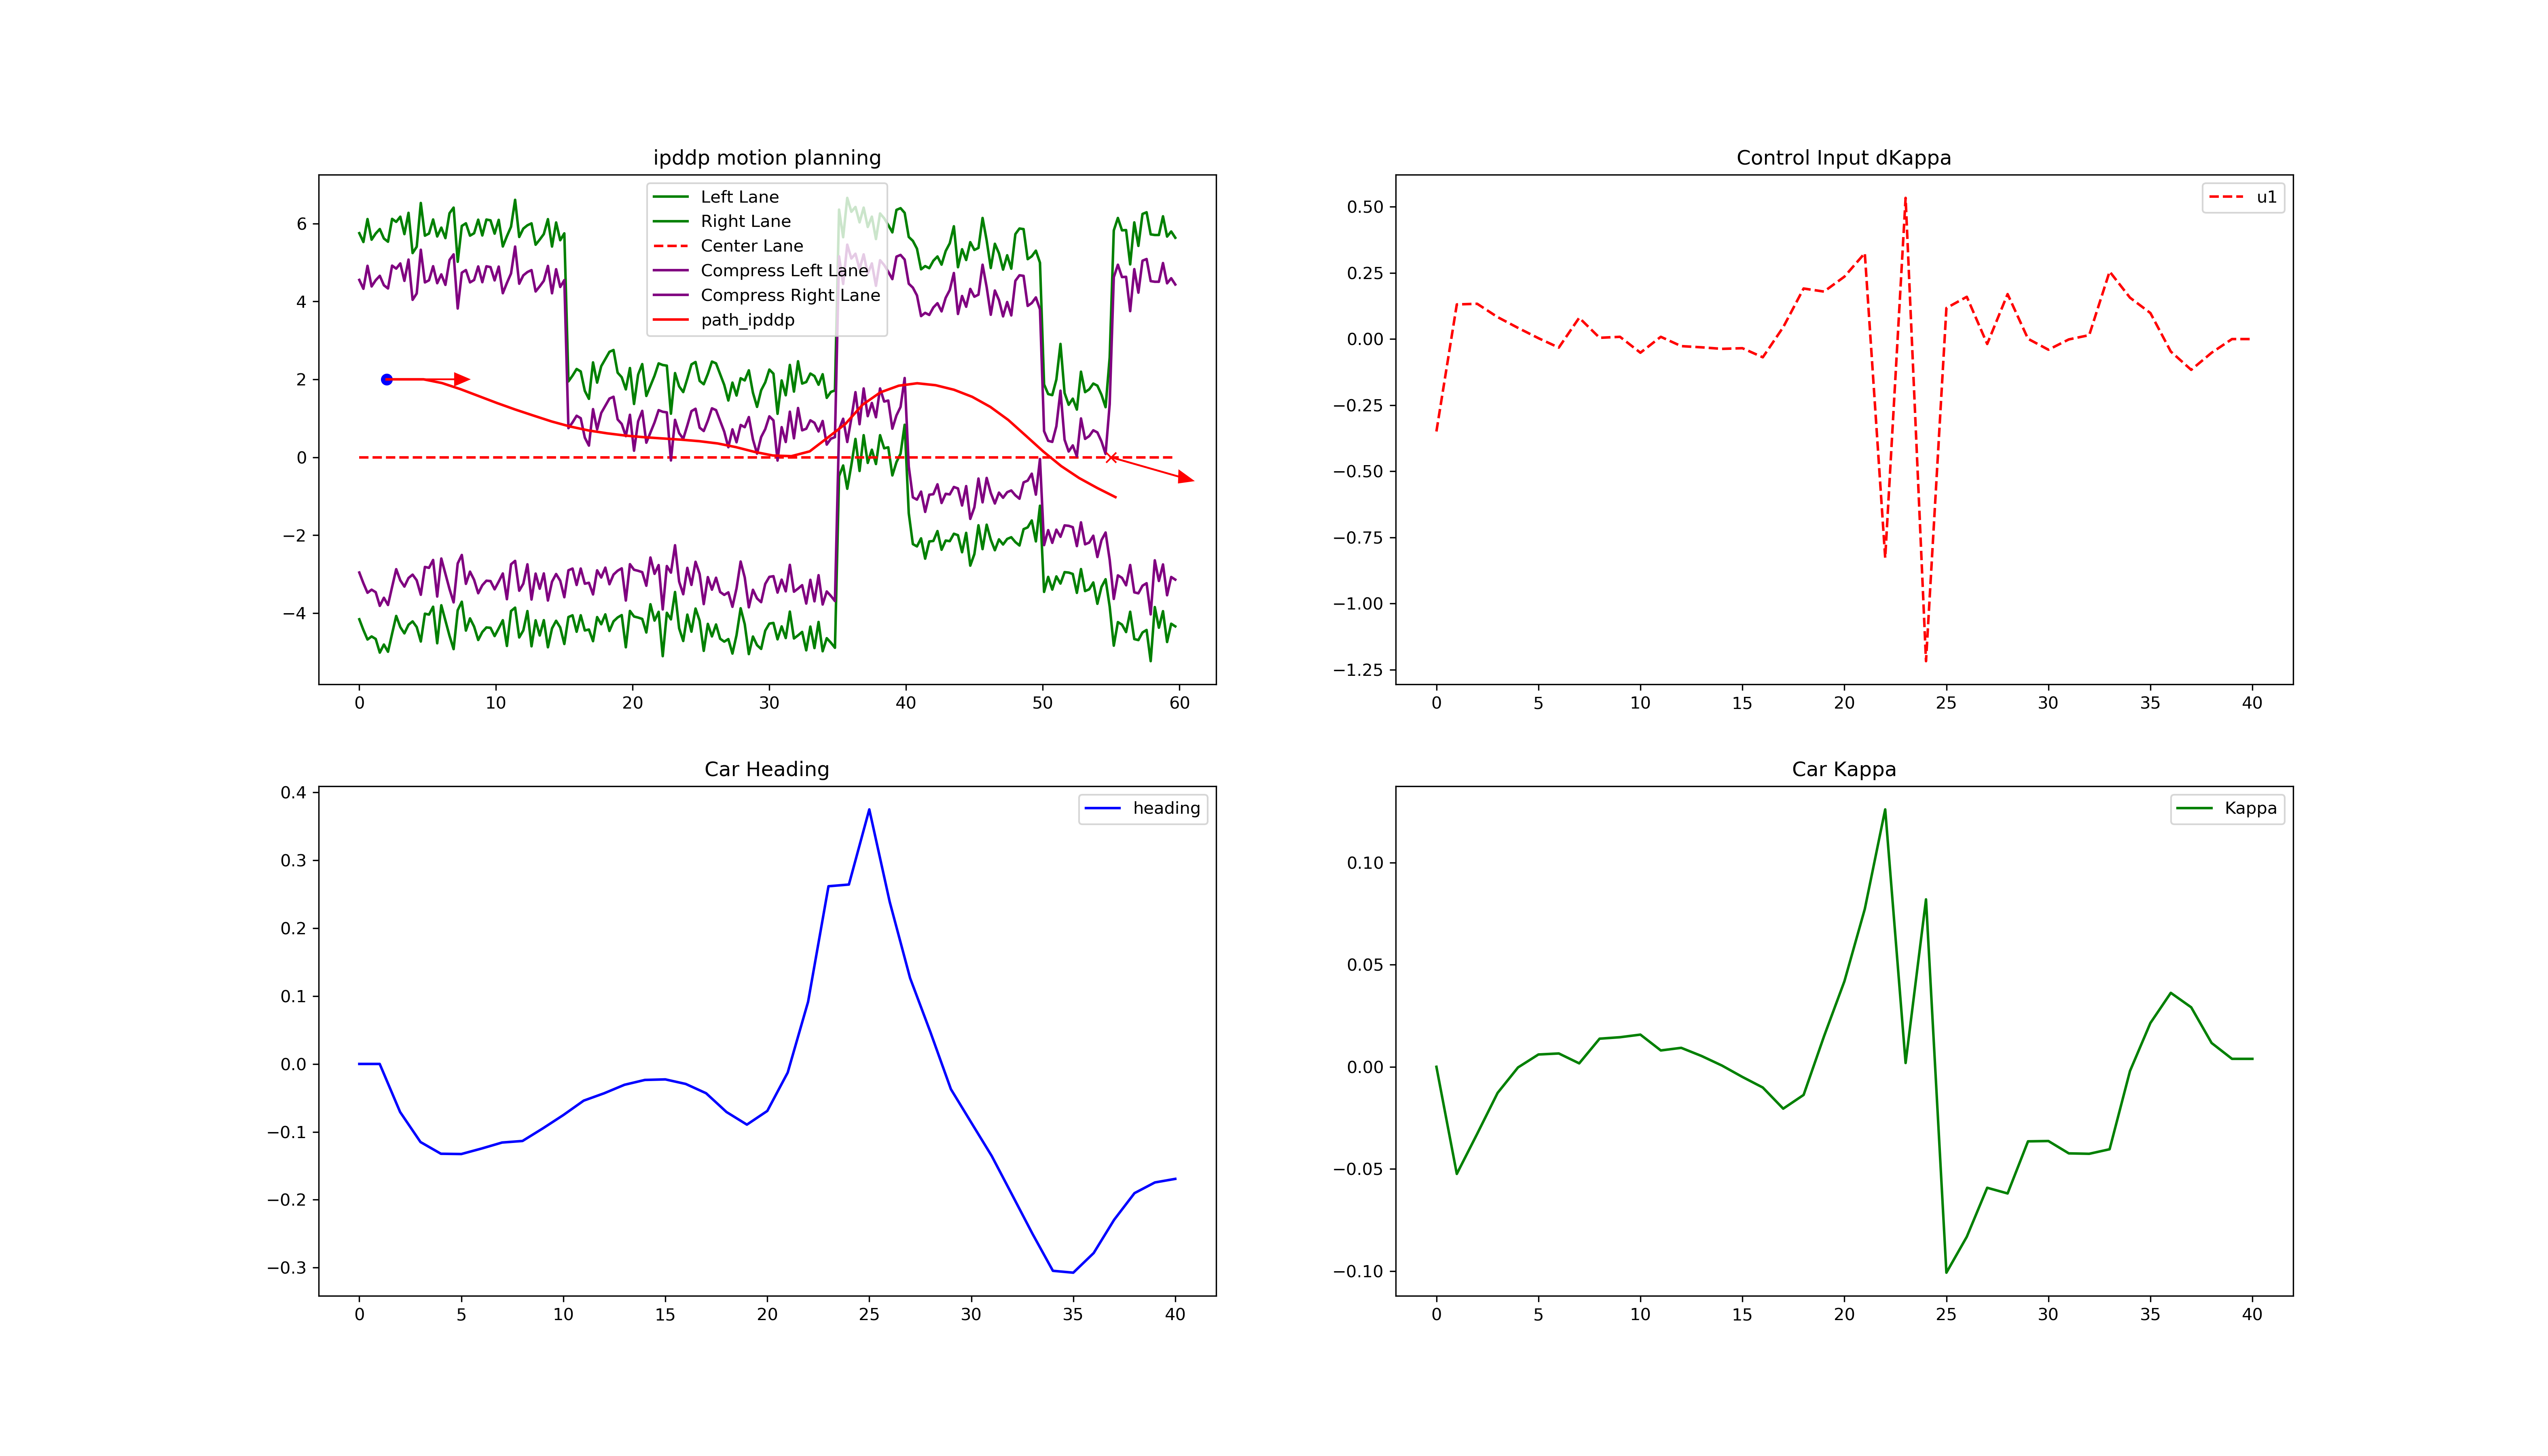 ipddp motion planning
Left Lane
Right Lane
Center Lane
Compress Left Lane
Compress Right Lane
path_ipddp
6
4
2
0
−2
−4
0 10 20 30 40 50 60
Control Input dKappa
u1
0.50
0.25
0.00
−0.25
−0.50
−0.75
−1.00
−1.25
0 5 10 15 20 25 30 35 40
Car Heading
heading
0.4
0.3
0.2
0.1
0.0
−0.1
−0.2
−0.3
0 5 10 15 20 25 30 35 40
Car Kappa
Kappa
0.10
0.05
0.00
−0.05
−0.10
0 5 10 15 20 25 30 35 40